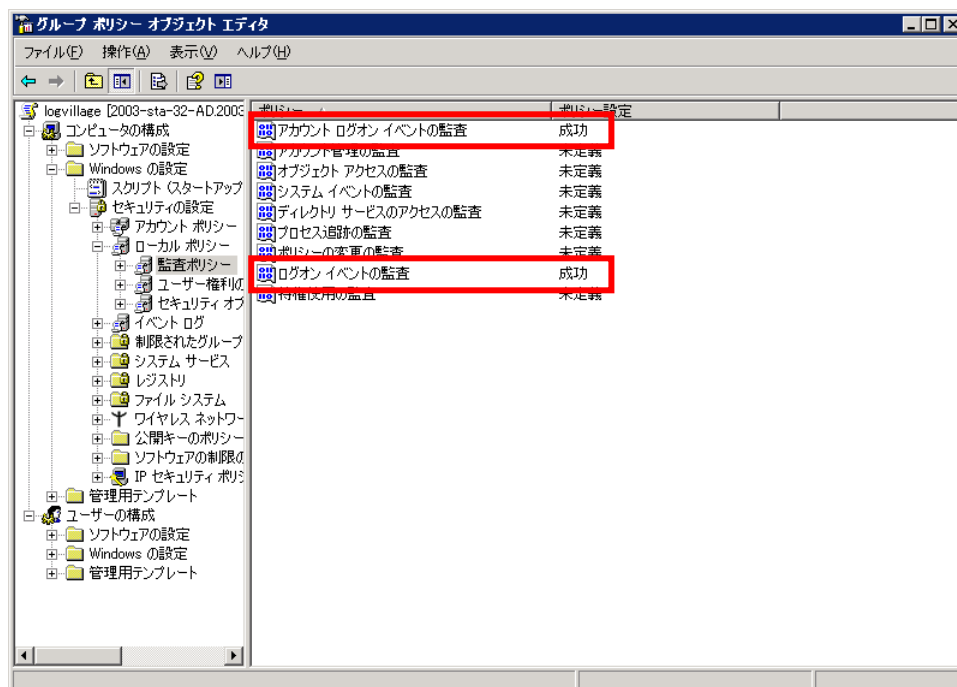 グループ ポリシー オブジェクト エディタ
ファイル(F) 操作(A) 表示(V) ヘルプ(H)
logvillage [2003-sta-32-AD.2003
コンピュータの構成
ソフトウェアの設定
Windows の設定
スクリプト (スタートアップ
セキュリティの設定
アカウント ポリシー
ローカル ポリシー
監査ポリシー
ユーザー権利の
セキュリティ オプ
イベント ログ
制限されたグループ
システム サービス
レジストリ
ファイル システム
ワイヤレス ネットワー
公開キーのポリシー
ソフトウェアの制限の
IP セキュリティ ポリシ
管理用テンプレート
ユーザーの構成
ソフトウェアの設定
Windows の設定
管理用テンプレート
ポリシー ポリシー設定
アカウント ログオン イベントの監査 成功
アカウント管理の監査 未定義
オブジェクト アクセスの監査 未定義
システム イベントの監査 未定義
ディレクトリ サービスのアクセスの監査 未定義
プロセス追跡の監査 未定義
ポリシーの変更の監査 未定義
ログオン イベントの監査 成功
特権使用の監査 未定義